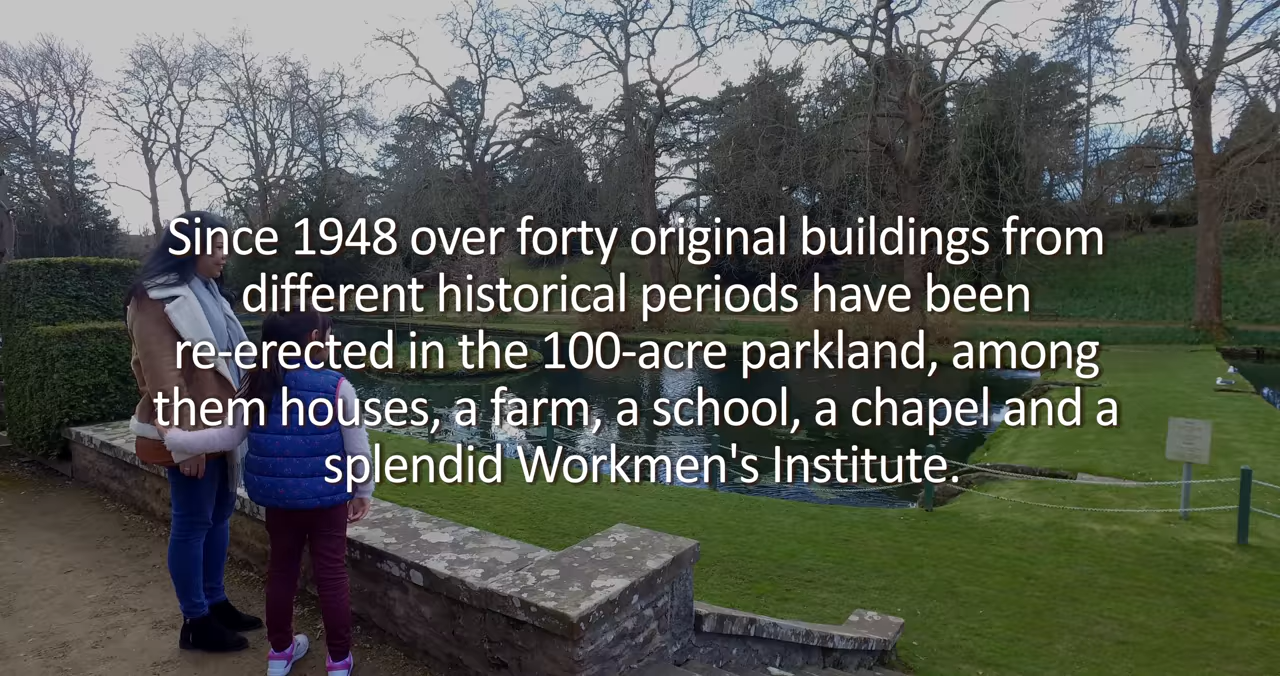 Since 1948 over forty original buildings from
different historical periods have been
re-erected in the 100-acre parkland, among
them houses, a farm, a school, a chapel and a
splendid Workmen's Institute.